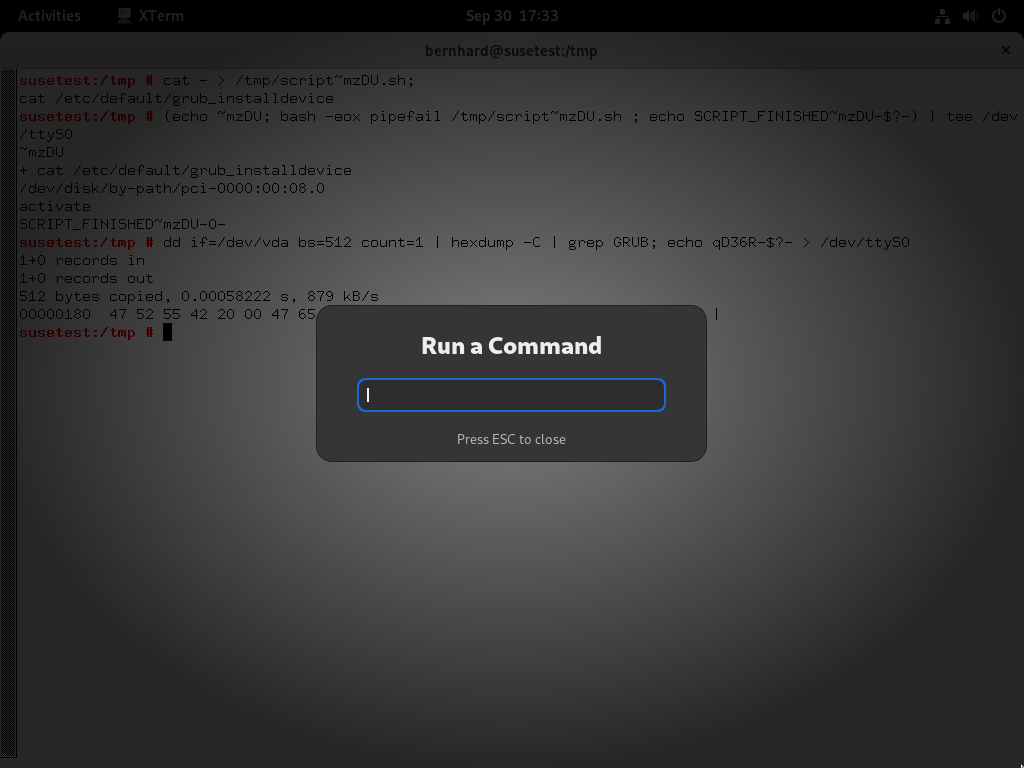 Activities XTerm Sep 30 17:33
bernhard@susetest:/tmp
susetest:/tmp # cat - > /tmp/script~mzDU.sh;
cat /etc/default/grub_installdevice
susetest:/tmp # (echo ~mzDU; bash -eox pipefail /tmp/script~mzDU.sh ; echo SCRIPT_FINISHED~mzDU-$?-) | tee /dev
/ttyS0
~mzDU
+ cat /etc/default/grub_installdevice
/dev/disk/by-path/pci-0000:00:08.0
activate
SCRIPT_FINISHED~mzDU-0-
susetest:/tmp # dd if=/dev/vda bs=512 count=1 | hexdump -C | grep GRUB; echo qD36R-$?- > /dev/ttyS0
1+0 records in
1+0 records out
512 bytes copied, 0.00058222 s, 879 kB/s
00000180 47 52 55 42 20 00 47 65 |
susetest:/tmp #
Run a Command
Press ESC to close